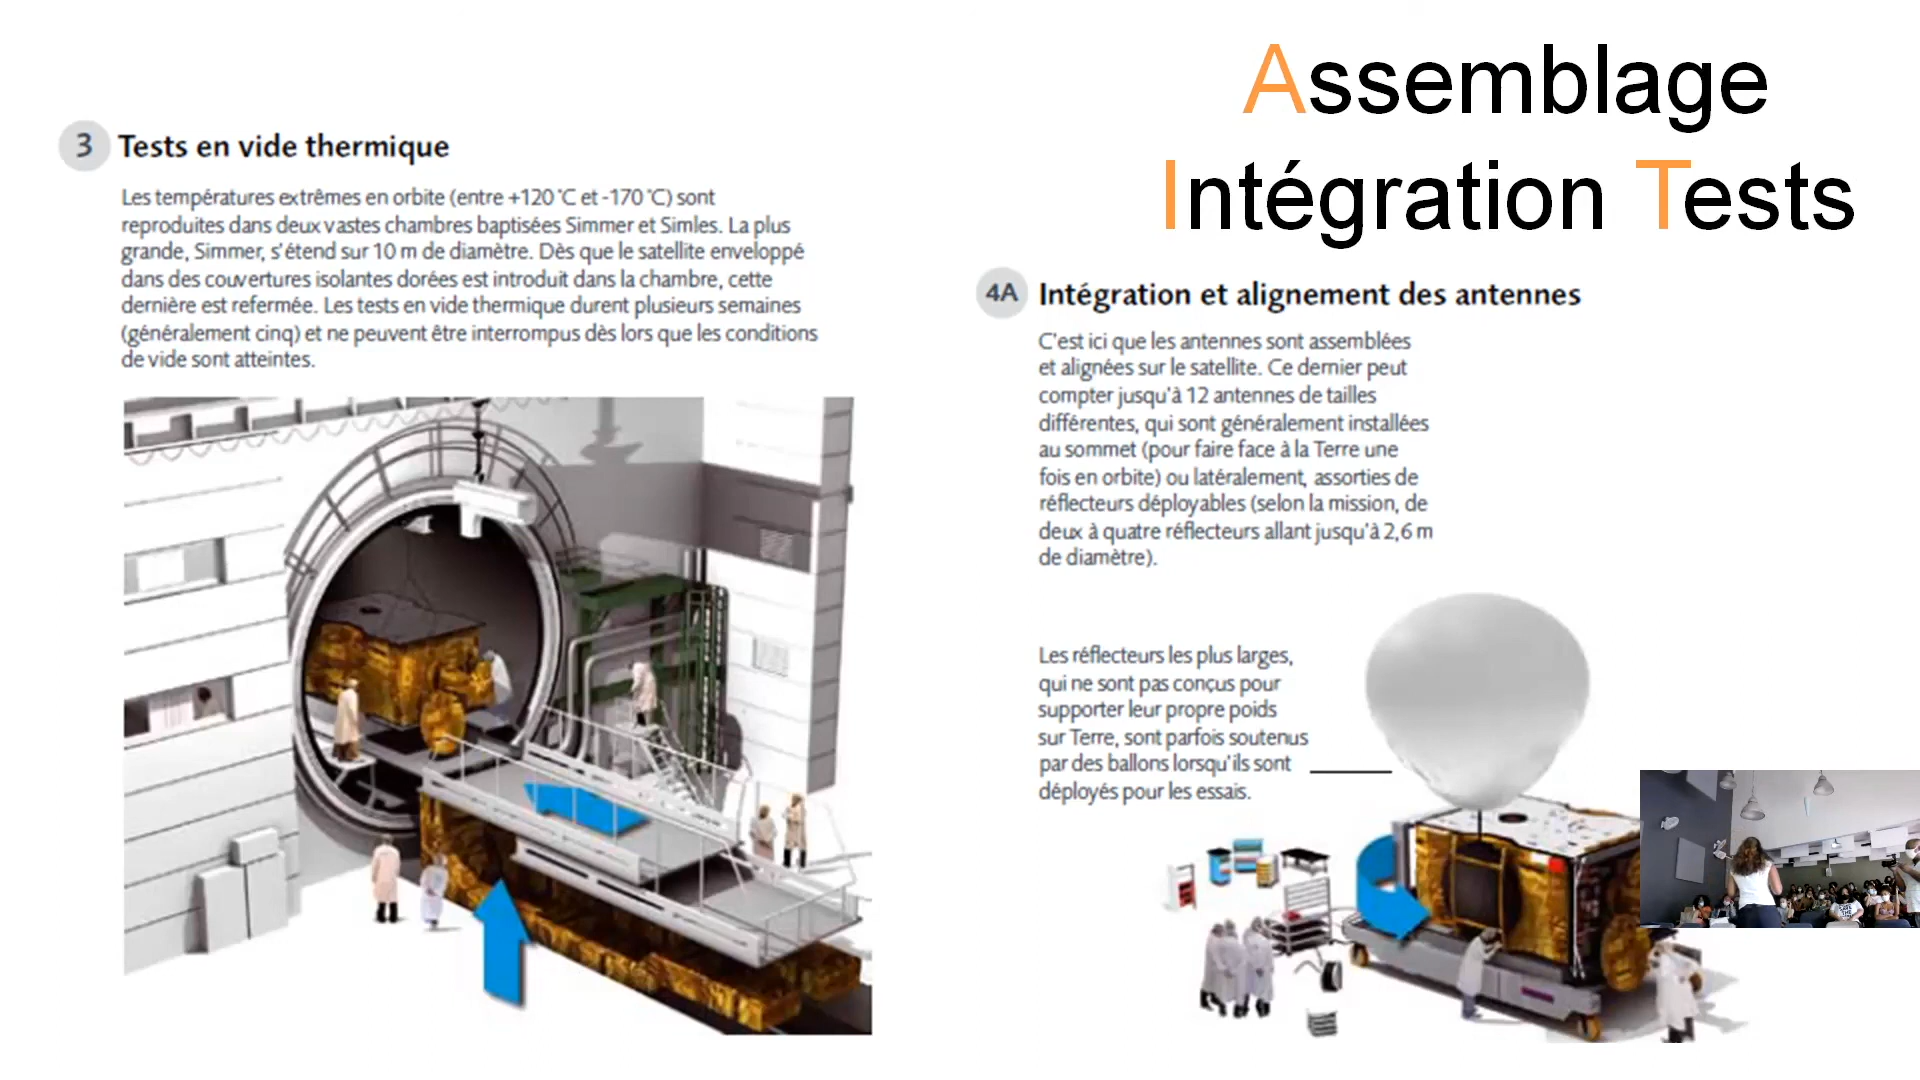 Assemblage
Intégration Tests
3 Tests en vide thermique
Les températures extrêmes en orbite (entre +120 °C et -170 °C) sont
reproduites dans deux vastes chambres baptisées Simmer et Simles. La plus
grande, Simmer, s'étend sur 10 m de diamètre. Dès que le satellite enveloppé
dans des couvertures isolantes dorées est introduit dans la chambre, cette
dernière est refermée. Les tests en vide thermique durent plusieurs semaines
(généralement cinq) et ne peuvent être interrompus dès lors que les conditions
de vide sont atteintes.
4A Intégration et alignement des antennes
C'est ici que les antennes sont assemblées
et alignées sur le satellite. Ce dernier peut
compter jusqu'à 12 antennes de tailles
différentes, qui sont généralement installées
au sommet (pour faire face à la Terre une
fois en orbite) ou latéralement, assorties de
réflecteurs déployables (selon la mission, de
deux à quatre réflecteurs allant jusqu'à 2,6 m
de diamètre).
Les réflecteurs les plus larges,
qui ne sont pas conçus pour
supporter leur propre poids
sur Terre, sont parfois soutenus
par des ballons lorsqu'ils sont
déployés pour les essais.